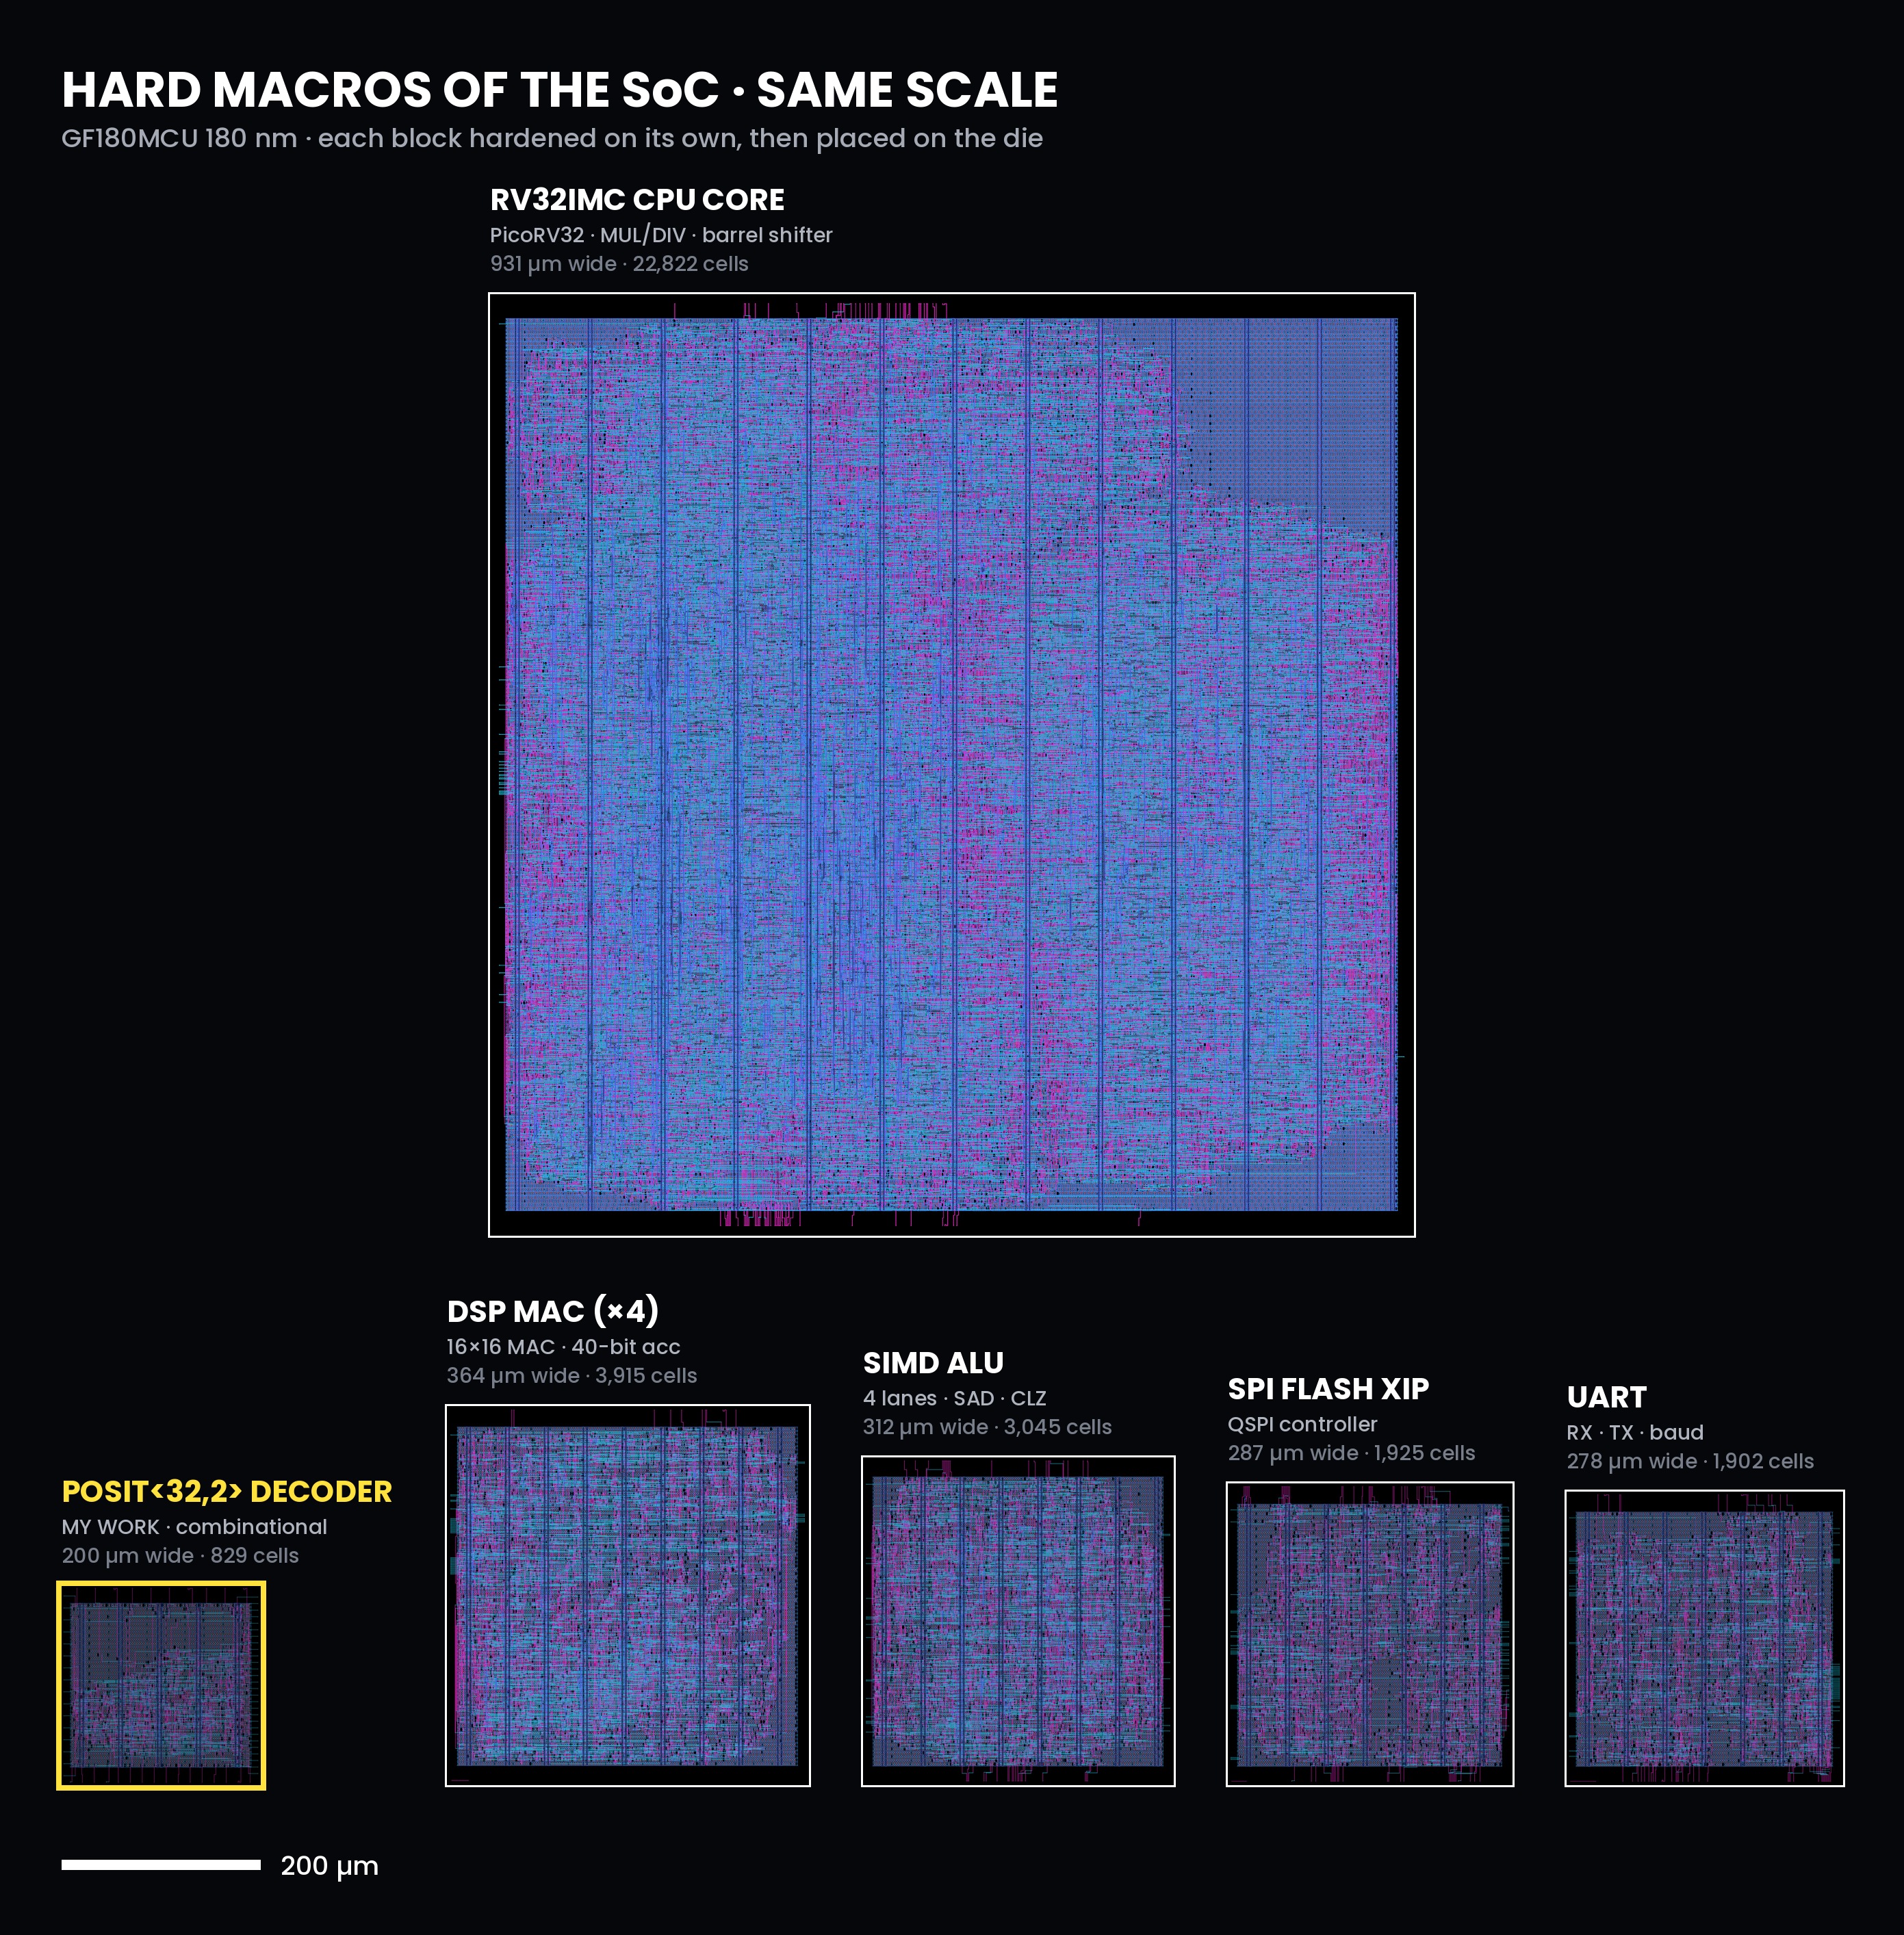 HARD MACROS OF THE SoC · SAME SCALE
GF180MCU 180 nm · each block hardened on its own, then placed on the die
RV32IMC CPU CORE
PicoRV32 · MUL/DIV · barrel shifter
931 µm wide · 22,822 cells
DSP MAC (×4)
16×16 MAC · 40-bit acc
364 µm wide · 3,915 cells
SIMD ALU
4 lanes · SAD · CLZ
312 µm wide · 3,045 cells
SPI FLASH XIP
QSPI controller
287 µm wide · 1,925 cells
UART
RX · TX · baud
278 µm wide · 1,902 cells
POSIT<32,2> DECODER
MY WORK · combinational
200 µm wide · 829 cells
200 µm